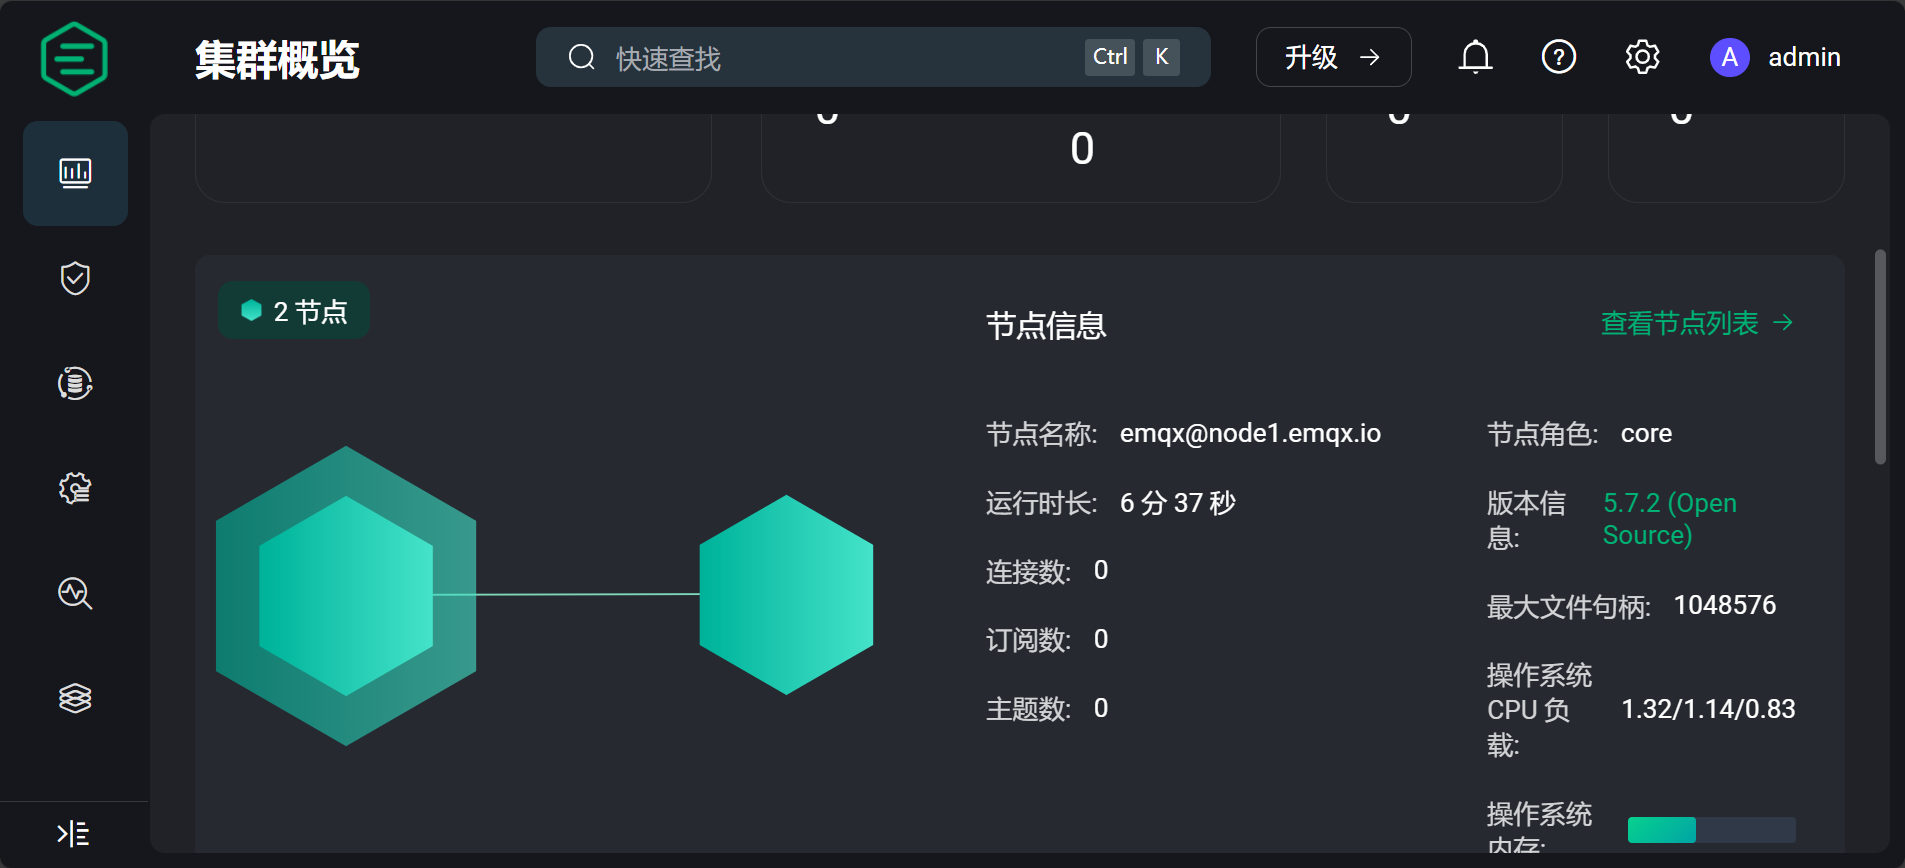 集群概览
快速查找
Ctrl
K
升级
A
admin
0
2 节点
节点信息
查看节点列表
节点名称: emqx@node1.emqx.io
运行时长: 6 分 37 秒
连接数: 0
订阅数: 0
主题数: 0
节点角色: core
版本信
息:
5.7.2 (Open
Source)
最大文件句柄: 1048576
操作系统
CPU 负
载:
1.32/1.14/0.83
操作系统
内存: